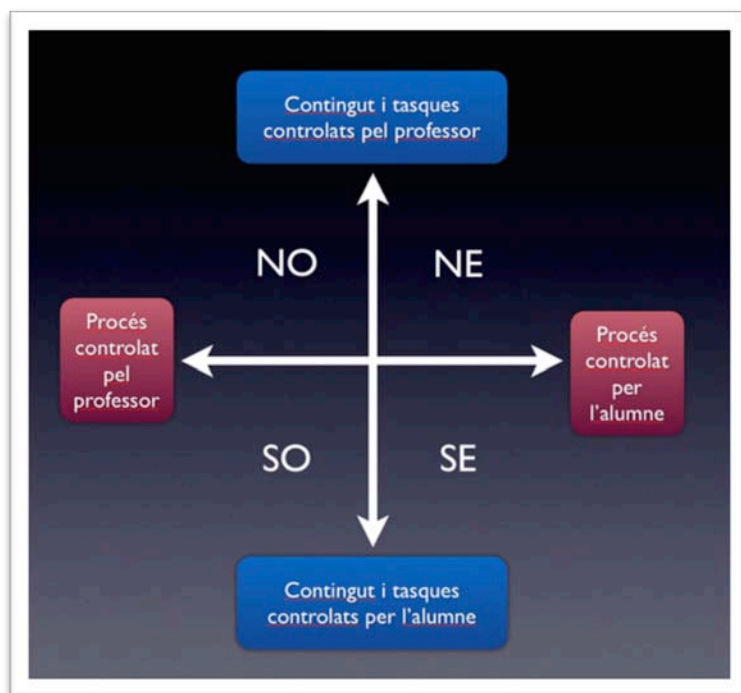 Contingut i tasques
controlats pel professor
NO
NE
Procés
controlat
pel
professor
Procés
controlat
per
l'alumne
SO
SE
Contingut i tasques
controlats per l'alumne